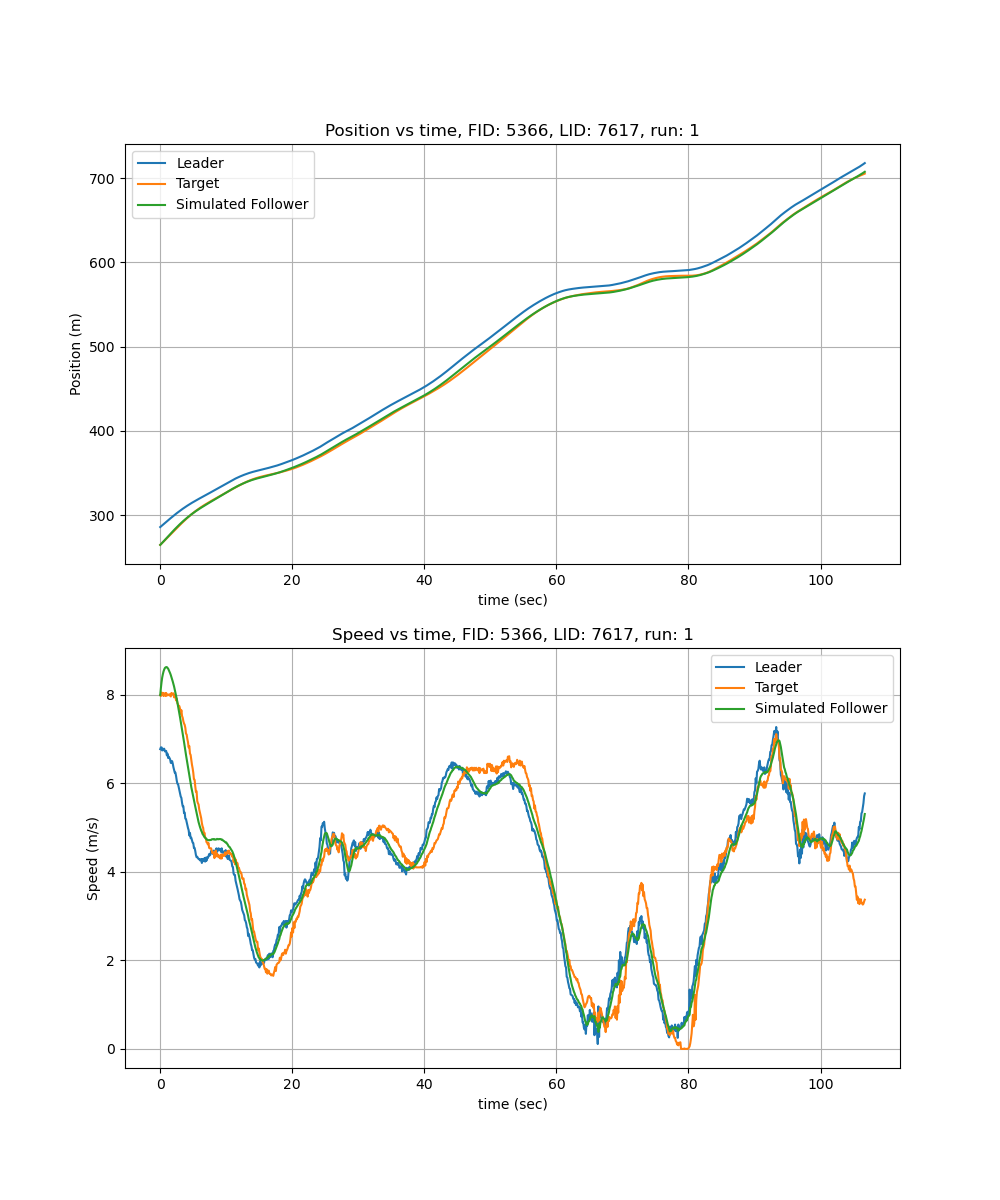 Position vs time, FID: 5366, LID: 7617, run: 1
Leader
Target
Simulated Follower
700
600
500
400
300
Position (m)
0 20 40 60 80 100
time (sec)
Speed vs time, FID: 5366, LID: 7617, run: 1
Leader
Target
Simulated Follower
8
6
4
2
0
Speed (m/s)
0 20 40 60 80 100
time (sec)